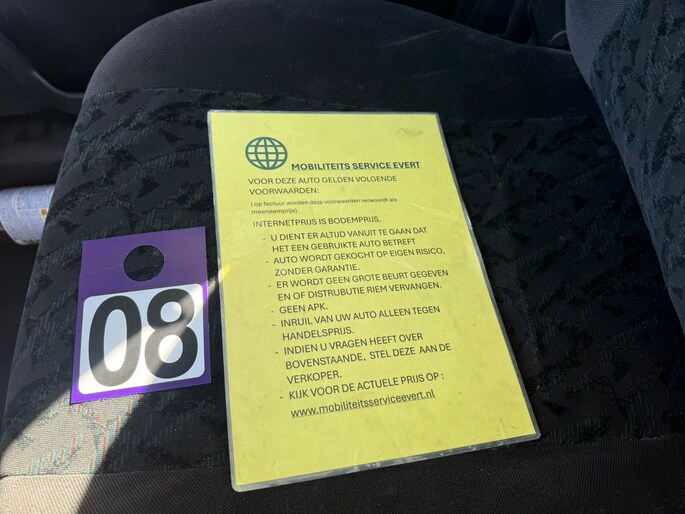 MOBILITEITS SERVICE EVERT
VOOR DEZE AUTO GELDEN VOLGENDE
VOORWAARDEN:
( op factuur worden deze voorwaarden verwoordt als
meeneemprijs)
INTERNETPRIJS IS BODEMPRIJS.
- U DIENT ER ALTIJD VANUIT TE GAAN DAT
HET EEN GEBRUIKTE AUTO BETREFT
- AUTO WORDT GEKOCHT OP EIGEN RISICO,
ZONDER GARANTIE.
- ER WORDT GEEN GROTE BEURT GEGEVEN
EN OF DISTRUBUTIE RIEM VERVANGEN.
- GEEN APK.
- INRUIL VAN UW AUTO ALLEEN TEGEN
HANDELSPRIJS.
- INDIEN U VRAGEN HEEFT OVER
BOVENSTAANDE, STEL DEZE AAN DE
VERKOPER.
- KIJK VOOR DE ACTUELE PRIJS OP :
www.mobiliteitsserviceevert.nl
08